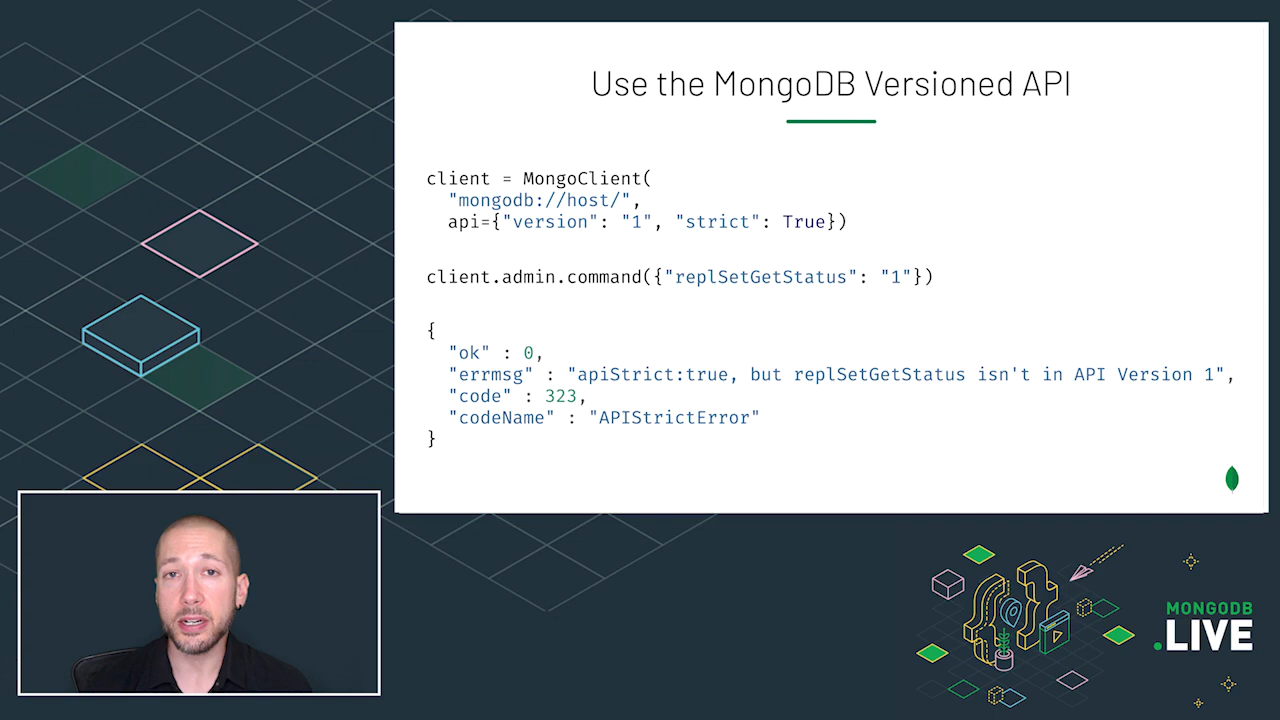 Use the MongoDB Versioned API
client = MongoClient(
"mongodb://host/",
api={"version": "1", "strict": True})
client.admin.command({"replSetGetStatus": "1"})
{
"ok" : 0,
"errmsg" : "apiStrict:true, but replSetGetStatus isn't in API Version 1",
"code" : 323,
"codeName" : "APIStrictError"
}
MONGODB
.LIVE